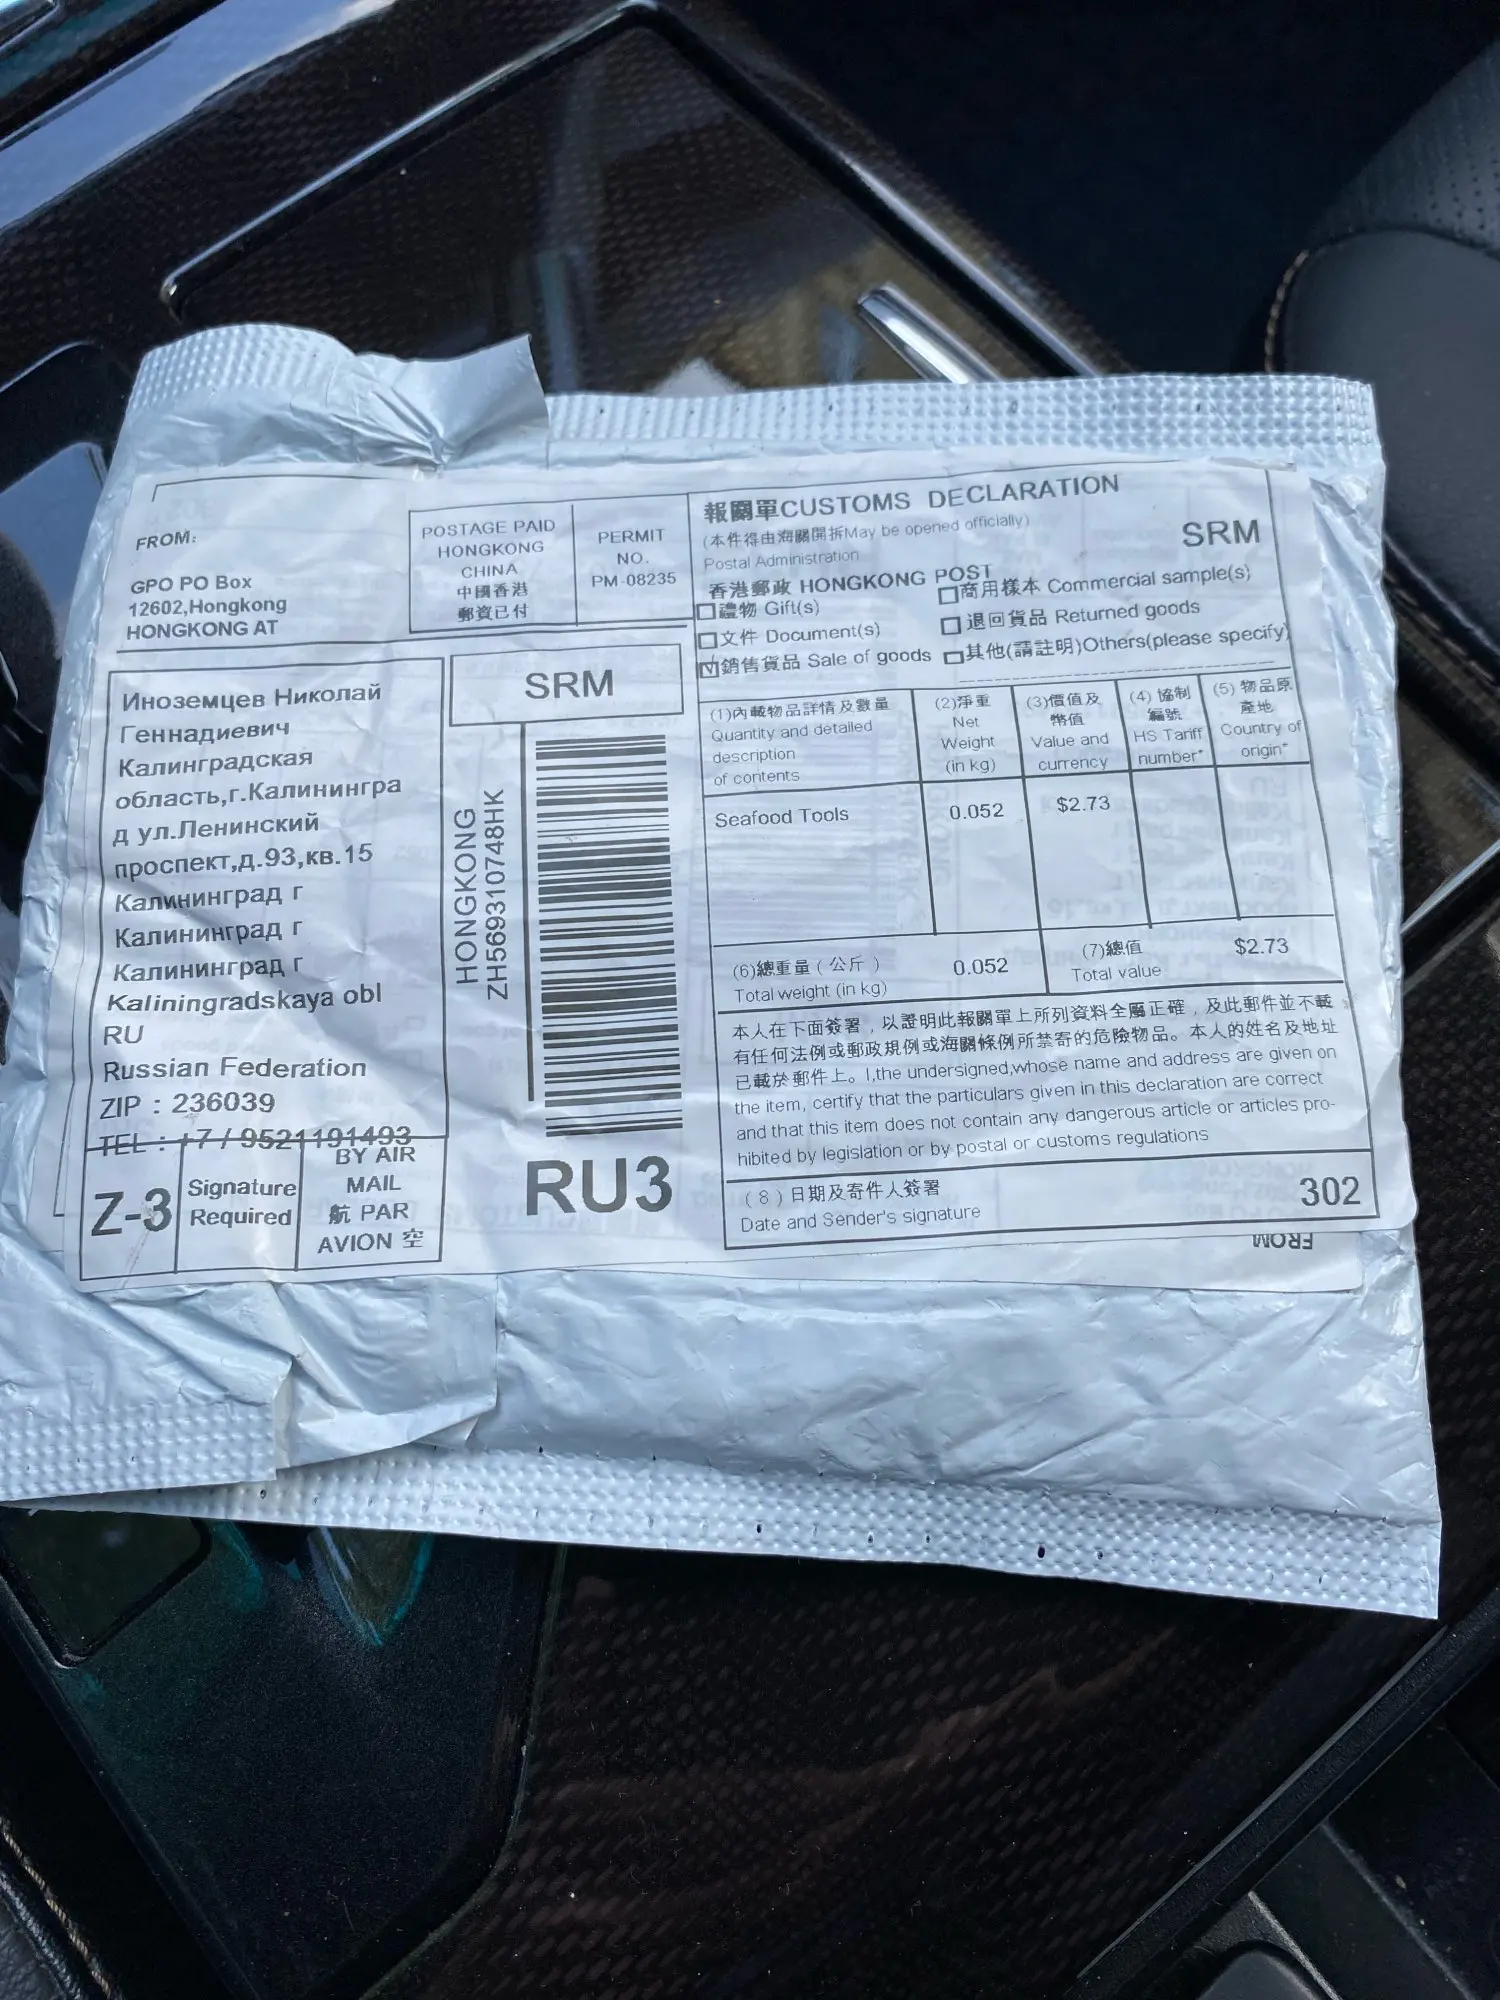 FROM:
GPO PO Box
12602,Hongkong
HONGKONG AT
POSTAGE PAID
HONGKONG
CHINA
中國香港
郵資已付
PERMIT
NO.
PM-08235
Иноземцев Николай
Геннадиевич
Калинградская
область,г.Калинингра
д ул.Ленинский
проспект,д.93,кв.15
Калининград г
Калининград г
Калининград г
Kaliningradskaya obl
RU
Russian Federation
ZIP : 236039
TEL : +7 / 9521191493
Z-3
Signature
Required
BY AIR
MAIL
航 PAR
AVION 空
SRM
HONGKONG
ZH569310748HK
RU3
報關單CUSTOMS DECLARATION
(本件得由海關開拆May be opened officially)
Postal Administration
SRM
香港郵政 HONGKONG POST
禮物 Gift(s)
商用樣本 Commercial sample(s)
文件 Document(s)
退回貨品 Returned goods
銷售貨品 Sale of goods
其他(請註明)Others(please specify)
(1)內載物品詳情及數量
Quantity and detailed
description
of contents
(2)淨重
Net
Weight
(in kg)
(3)價值及
幣值
Value and
currency
(4) 協制
編號
HS Tariff
number*
(5) 物品原
產地
Country of
origin*
Seafood Tools
0.052
$2.73
(6)總重量 ( 公斤 )
Total weight (in kg)
0.052
(7)總值
Total value
$2.73
本人在下面簽署，以證明此報關單上所列資料全屬正確，及此郵件並不載
有任何法例或郵政規例或海關條例所禁寄的危險物品。本人的姓名及地址
已載於郵件上。I,the undersigned,whose name and address are given on
the item, certify that the particulars given in this declaration are correct
and that this item does not contain any dangerous article or articles pro-
hibited by legislation or by postal or customs regulations
( 8 ) 日期及寄件人簽署
Date and Sender's signature
302
FROM